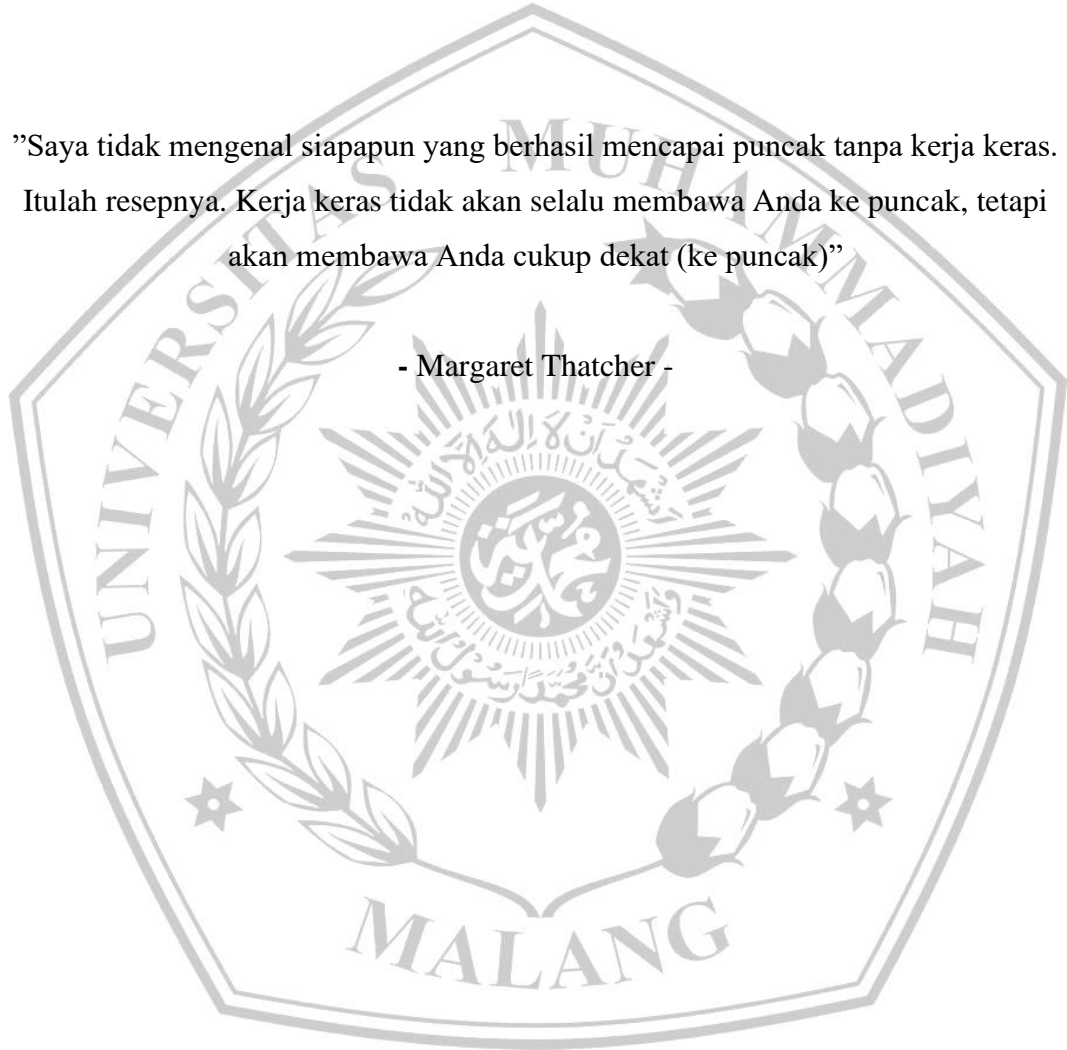 ”Saya tidak mengenal siapapun yang berhasil mencapai puncak tanpa kerja keras.
Itulah resepnya. Kerja keras tidak akan selalu membawa Anda ke puncak, tetapi
akan membawa Anda cukup dekat (ke puncak)”
- Margaret Thatcher -
UNIVERSITAS MUHAMMADIYAH
MALANG